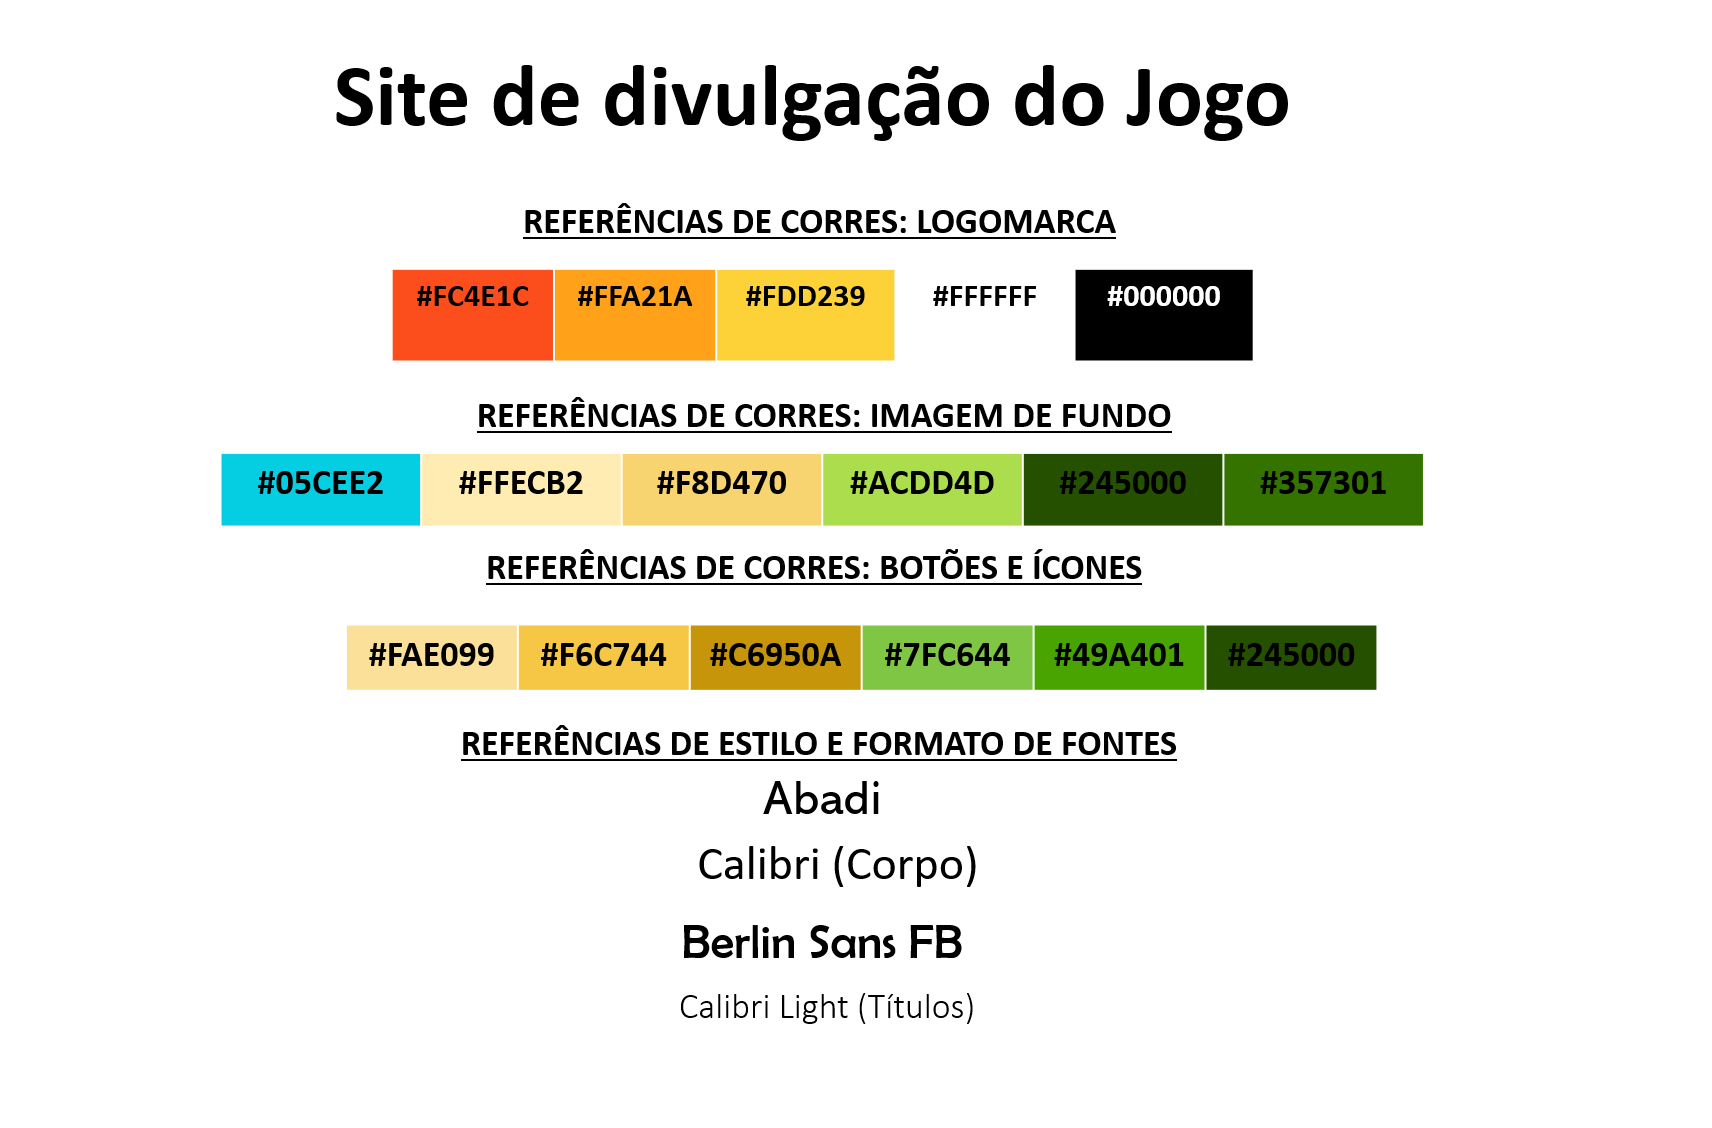 Site de divulgação do Jogo
REFERÊNCIAS DE CORRES: LOGOMARCA
#FC4E1C #FFA21A #FDD239 #FFFFFF #000000
REFERÊNCIAS DE CORRES: IMAGEM DE FUNDO
#05CEE2 #FFECB2 #F8D470 #ACDD4D #245000 #357301
REFERÊNCIAS DE CORRES: BOTÕES E ÍCONES
#FAE099 #F6C744 #C6950A #7FC644 #49A401 #245000
REFERÊNCIAS DE ESTILO E FORMATO DE FONTES
Abadi
Calibri (Corpo)
Berlin Sans FB
Calibri Light (Títulos)